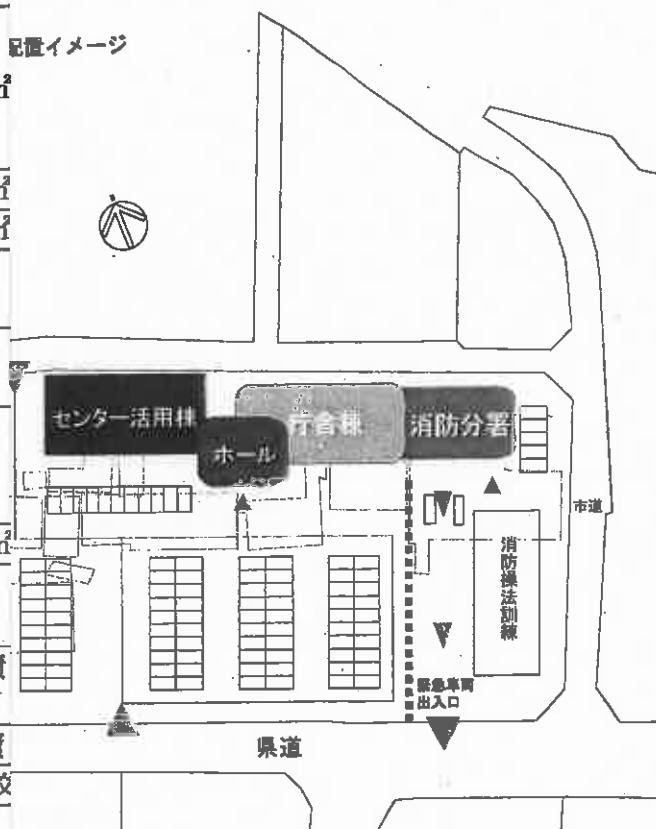 配置イメージ
センター活用棟
ホール
庁舎棟
消防分署
市道
消防操法訓練
緊急車両
出入口
県道